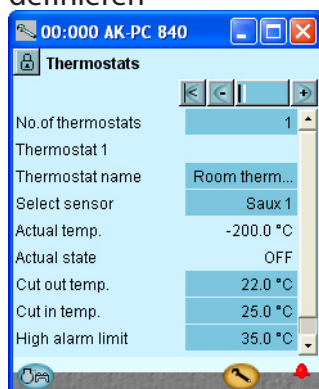 definieren
00:000 AK-PC 840
Thermostats
No.of thermostats 1
Thermostat 1
Thermostat name Room therm...
Select sensor Saux 1
Actual temp. -200.0 °C
Actual state OFF
Cut out temp. 22.0 °C
Cut in temp. 25.0 °C
High alarm limit 35.0 °C